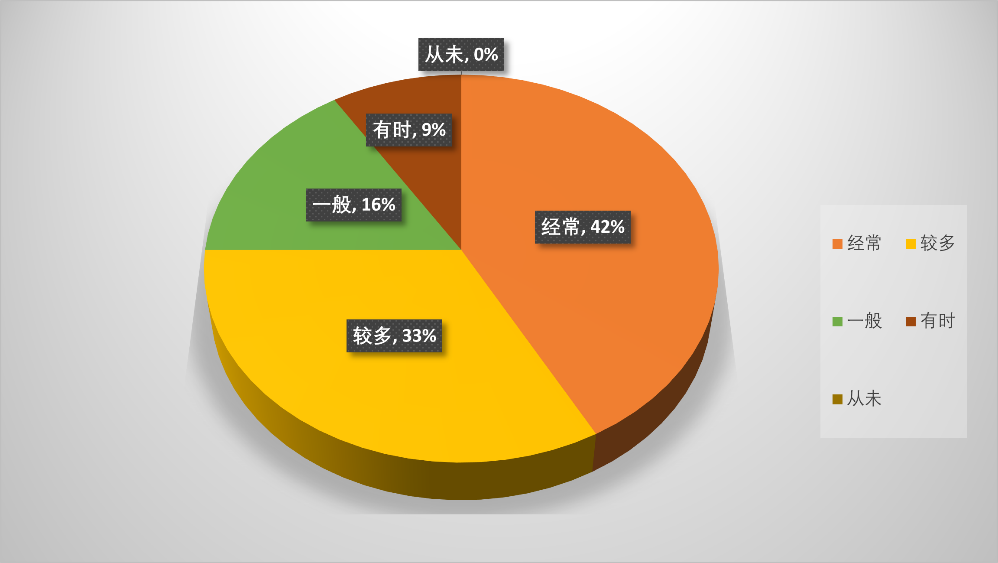 从未, 0%
有时, 9%
一般, 16%
经常, 42%
较多, 33%
经常
较多
一般
有时
从未